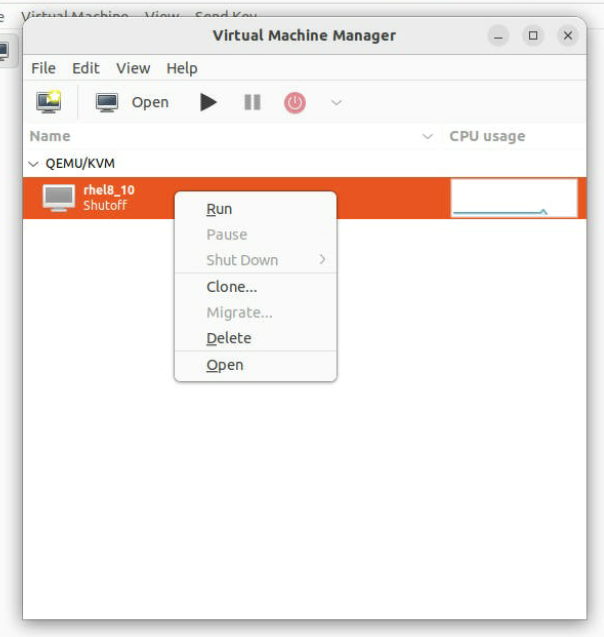 Virtual Machine View Send Key
Virtual Machine Manager
File Edit View Help
Open
Name CPU usage
QEMU/KVM
rhel8_10
Shutoff
Run
Pause
Shut Down
Clone...
Migrate...
Delete
Open